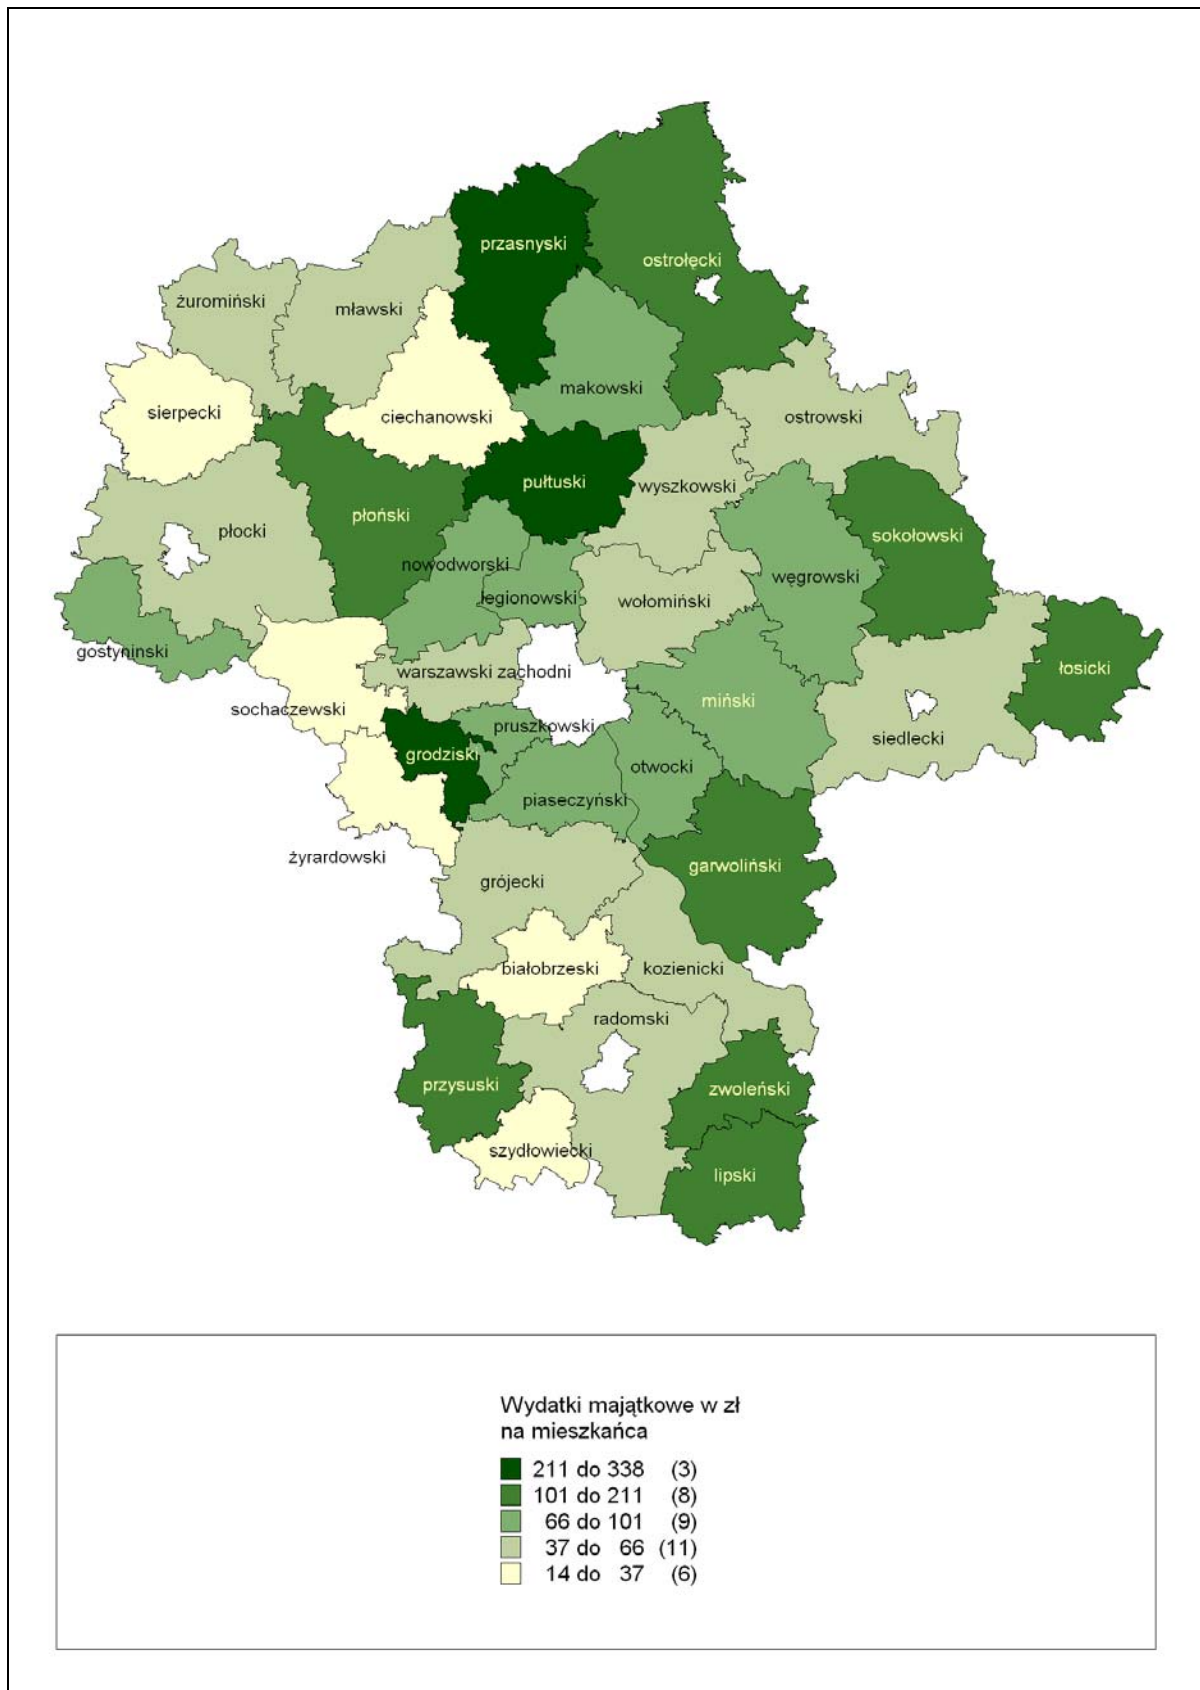 przasnyski
ostrołęcki
żuromiński
mławski
makowski
sierpecki
ciechanowski
ostrowski
pułtuski
wyszkowski
płoński
płocki
sokołowski
nowodworski
węgrowski
legionowski
wołomiński
gostyninski
warszawski zachodni
łosicki
miński
sochaczewski
pruszkowski
siedlecki
grodziski
otwocki
piaseczyński
żyrardowski
garwoliński
grójecki
białobrzeski
kozienicki
radomski
przysuski
zwoleński
szydłowiecki
lipski
Wydatki majątkowe w zł
na mieszkańca
211 do 338 (3)
101 do 211 (8)
66 do 101 (9)
37 do 66 (11)
14 do 37 (6)